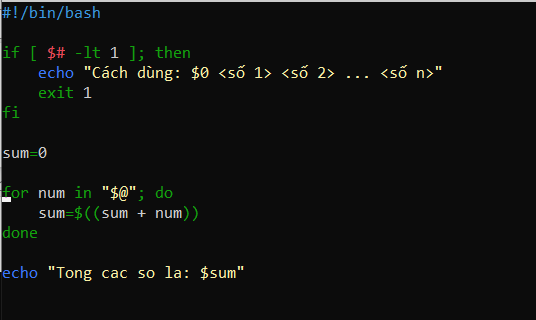 #!/bin/bash
if [ $# -lt 1 ]; then
    echo "Cách dùng: $0 <số 1> <số 2> ... <số n>"
    exit 1
fi
sum=0
for num in "$@"; do
    sum=$((sum + num))
done
echo "Tong cac so la: $sum"